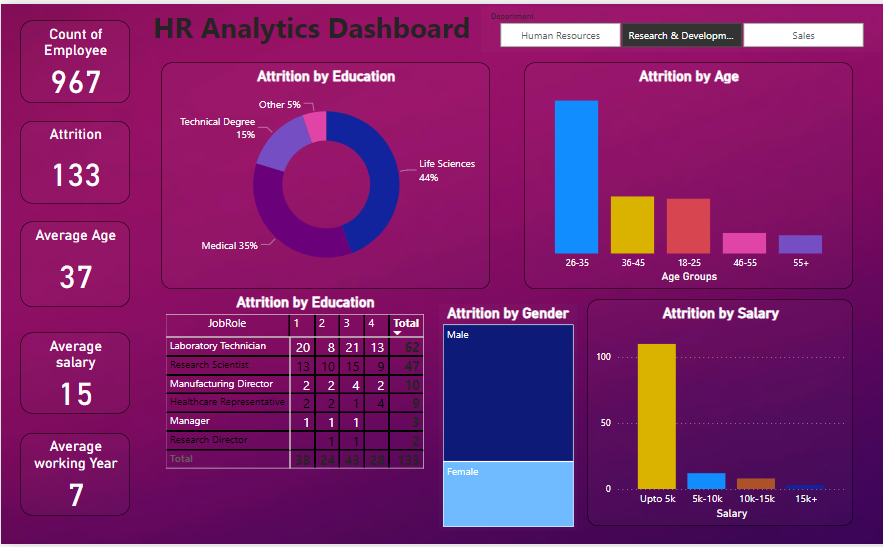 HR Analytics Dashboard
Department
Human Resources
Research & Developm...
Sales
Count of
Employee
967
Attrition
133
Average Age
37
Average
salary
15
Average
working Year
7
Attrition by Education
Other 5%
Technical Degree
15%
Life Sciences
44%
Medical 35%
Attrition by Age
26-35 36-45 18-25 46-55 55+
Age Groups
Attrition by Education
JobRole 1 2 3 4 Total
Laboratory Technician 20 8 21 13 62
Research Scientist 13 10 15 9 47
Manufacturing Director 2 2 4 2 10
Healthcare Representative 2 2 1 4 9
Manager 1 1 1 3
Research Director 1 1 2
Total 38 24 43 28 133
Attrition by Gender
Male
Female
Attrition by Salary
100
50
0
Upto 5k 5k-10k 10k-15k 15k+
Salary